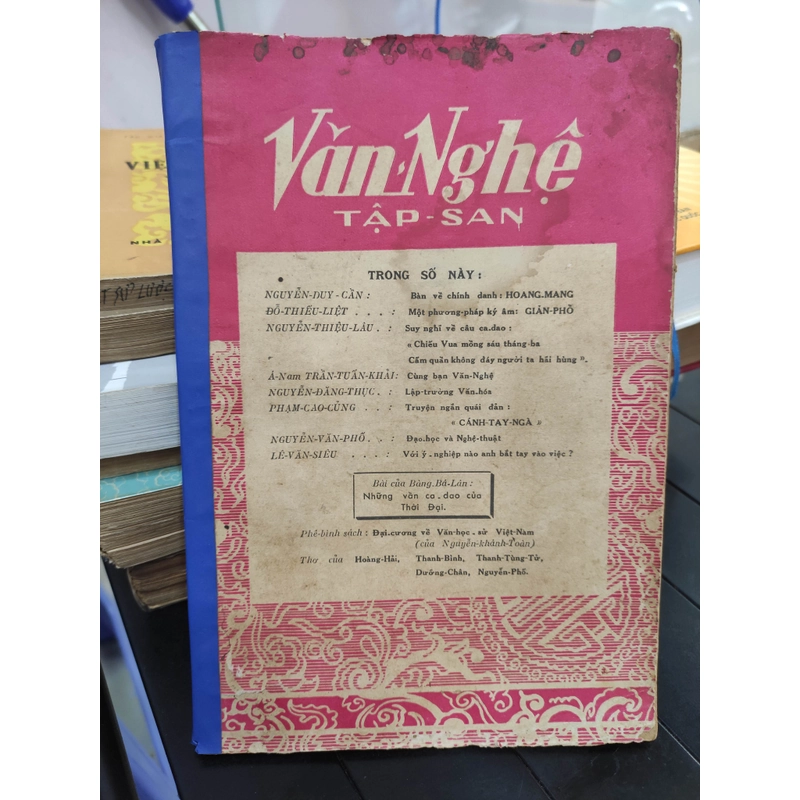 Văn-Nghệ
TẬP-SAN
TRONG SỐ NÀY :
NGUYỄN-DUY-CẦN : Bàn về chính danh : HOANG-MANG
ĐỖ-THIẾU-LIỆT . . . . : Một phương-pháp ký âm: GIẢN-PHỔ
NGUYỄN-THIỆU-LÂU . : Suy nghĩ về câu ca.dao :
« Chiếu Vua mồng sáu tháng-ba
Cấm quần không đáy người ta hãi hùng ».
Á-Nam TRẦN-TUẤN-KHẢI: Cùng bạn Văn-Nghệ
NGUYỄN-ĐĂNG-THỤC . : Lập-trường Văn.hóa
PHẠM-CAO-CỦNG . . . : Truyện ngắn quái đản :
« CÁNH-TAY-NGÀ »
NGUYỄN-VĂN-PHỔ. . . : Đạo.học và Nghệ-thuật
LÊ-VĂN-SIÊU . . . . : Với ý . nghiệp nào anh bắt tay vào việc ?
Bài của Bàng.Bá-Lân :
Những vần ca.dao của
Thời Đại.
Phê-bình sách : Đại.cương về Văn-học . sử Việt-Nam
(của Nguyễn-khánh-Toàn)
Thơ của Hoàng-Hải, Thanh-Bình, Thanh-Tùng-Tử,
Dưỡng-Chân, Nguyễn-Phổ.
VIỆ
NHÀ
SỬ LƯỢC